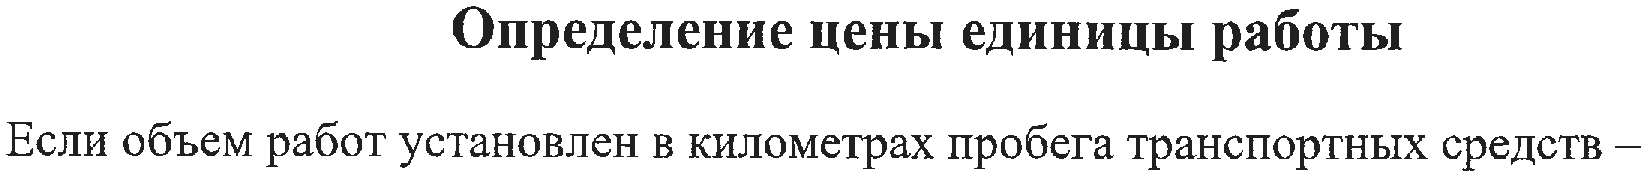 Определение цены единицы работы
Если объем работ установлен в километрах пробега транспортных средств –